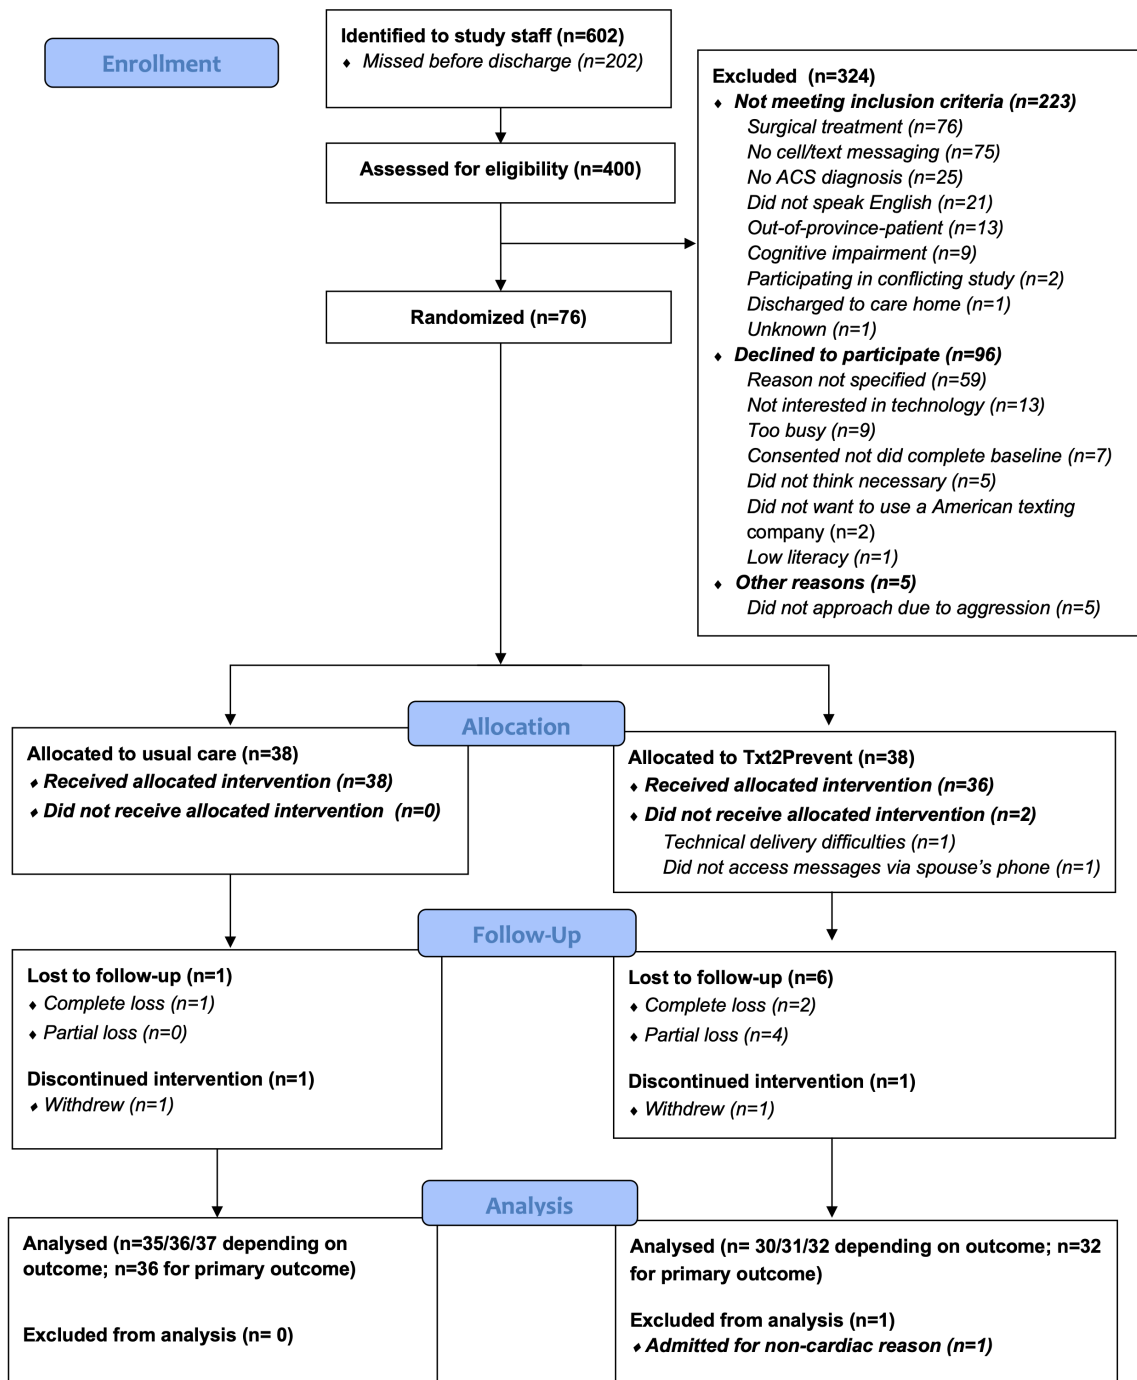 Enrollment
Identified to study staff (n=602)
♦ Missed before discharge (n=202)
Assessed for eligibility (n=400)
Excluded (n=324)
♦ Not meeting inclusion criteria (n=223)
Surgical treatment (n=76)
No cell/text messaging (n=75)
No ACS diagnosis (n=25)
Did not speak English (n=21)
Out-of-province-patient (n=13)
Cognitive impairment (n=9)
Participating in conflicting study (n=2)
Discharged to care home (n=1)
Unknown (n=1)
♦ Declined to participate (n=96)
Reason not specified (n=59)
Not interested in technology (n=13)
Too busy (n=9)
Consented not did complete baseline (n=7)
Did not think necessary (n=5)
Did not want to use a American texting
company (n=2)
Low literacy (n=1)
♦ Other reasons (n=5)
Did not approach due to aggression (n=5)
Randomized (n=76)
Allocation
Allocated to usual care (n=38)
♦ Received allocated intervention (n=38)
♦ Did not receive allocated intervention (n=0)
Allocated to Txt2Prevent (n=38)
♦ Received allocated intervention (n=36)
♦ Did not receive allocated intervention (n=2)
Technical delivery difficulties (n=1)
Did not access messages via spouse's phone (n=1)
Follow-Up
Lost to follow-up (n=1)
♦ Complete loss (n=1)
♦ Partial loss (n=0)
Discontinued intervention (n=1)
♦ Withdrew (n=1)
Lost to follow-up (n=6)
♦ Complete loss (n=2)
♦ Partial loss (n=4)
Discontinued intervention (n=1)
♦ Withdrew (n=1)
Analysis
Analysed (n=35/36/37 depending on
outcome; n=36 for primary outcome)
Excluded from analysis (n= 0)
Analysed (n= 30/31/32 depending on outcome; n=32
for primary outcome)
Excluded from analysis (n=1)
♦ Admitted for non-cardiac reason (n=1)